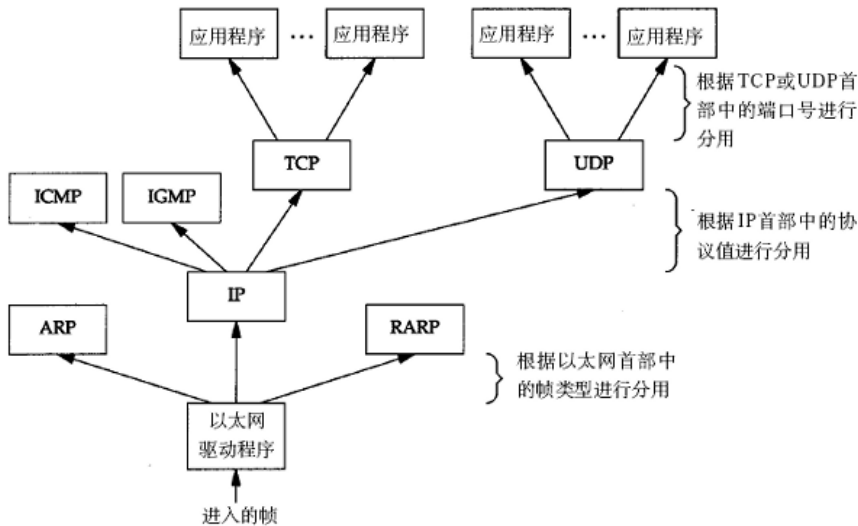 应用程序 … 应用程序 应用程序 … 应用程序
根据TCP或UDP首
部中的端口号进行
分用
TCP UDP
ICMP IGMP
根据IP首部中的协
议值进行分用
IP
ARP RARP
根据以太网首部中
的帧类型进行分用
以太网
驱动程序
进入的帧